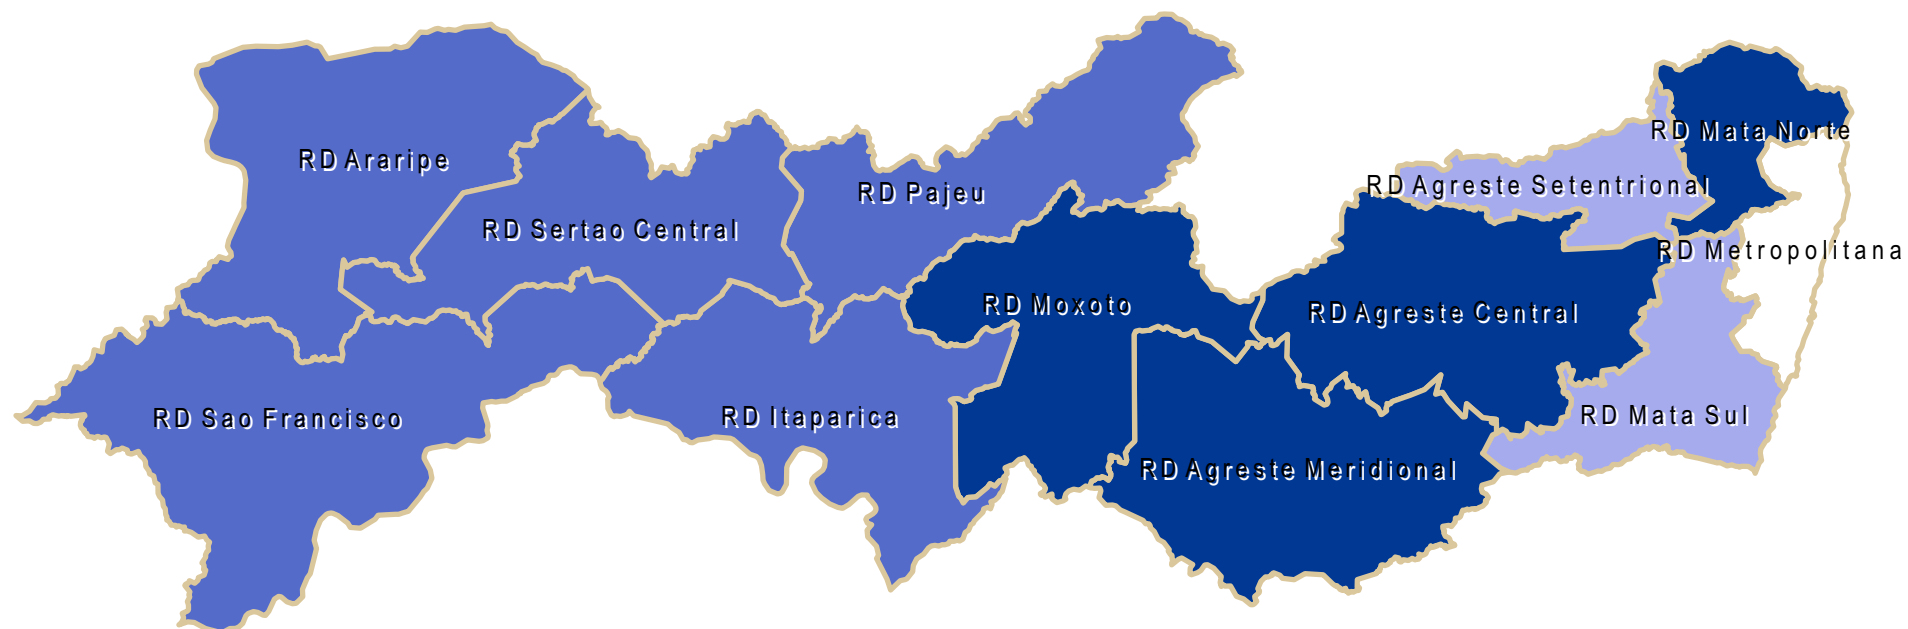 RD Mata Norte
RD Araripe
RD Agreste Setentrional
RD Pajeu
RD Sertao Central
RD Metropolitana
RD Moxoto
RD Agreste Central
RD Sao Francisco
RD Itaparica
RD Mata Sul
RD Agreste Meridional